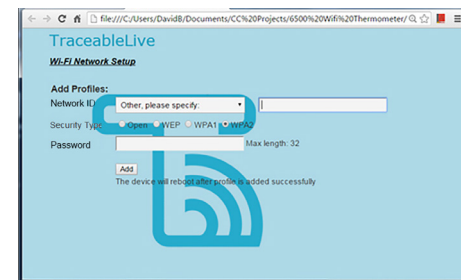 file:///C:/Users/DavidB/Documents/CC%20Projects/6500%20Wifi%20Thermometer/
TraceableLive
Wi-Fi Network Setup
Add Profiles:
Network ID
Other, please specify:
Security Type
Open WEP WPA1 WPA2
Password
Max length: 32
Add
The device will reboot after profile is added successfully